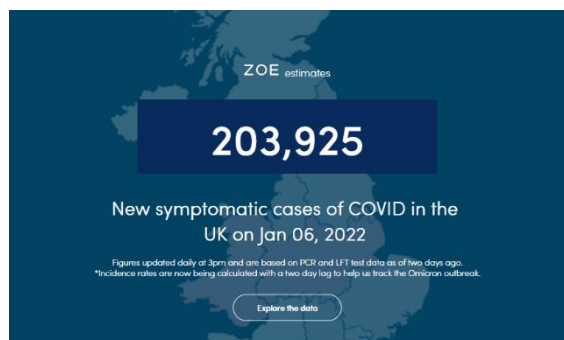 ZOE estimates
203,925
New symptomatic cases of COVID in the
UK on Jan 06, 2022
Figures updated daily at 3pm and are based on PCR and LFT test data as of two days ago.
*Incidence rates are now being calculated with a two day lag to help us track the Omicron outbreak.
Explore the data